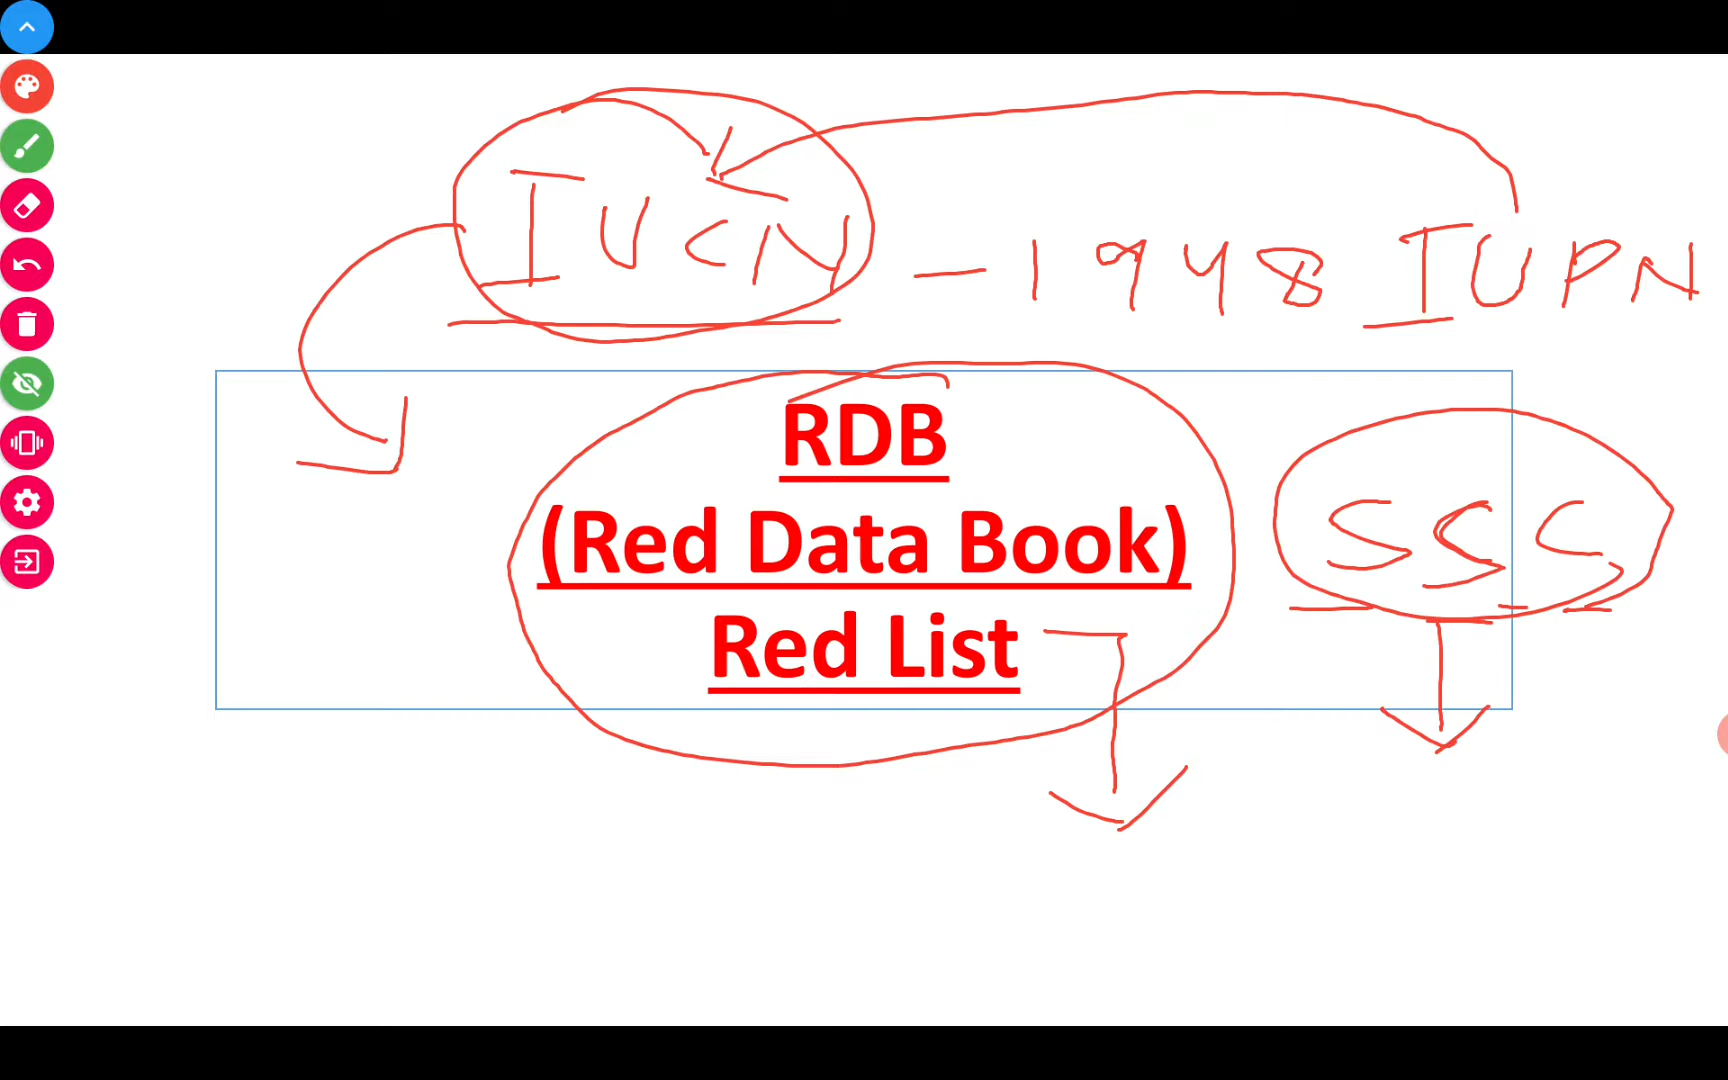 IUCN - 1948 IUPN
RDB
(Red Data Book)
Red List
SSC